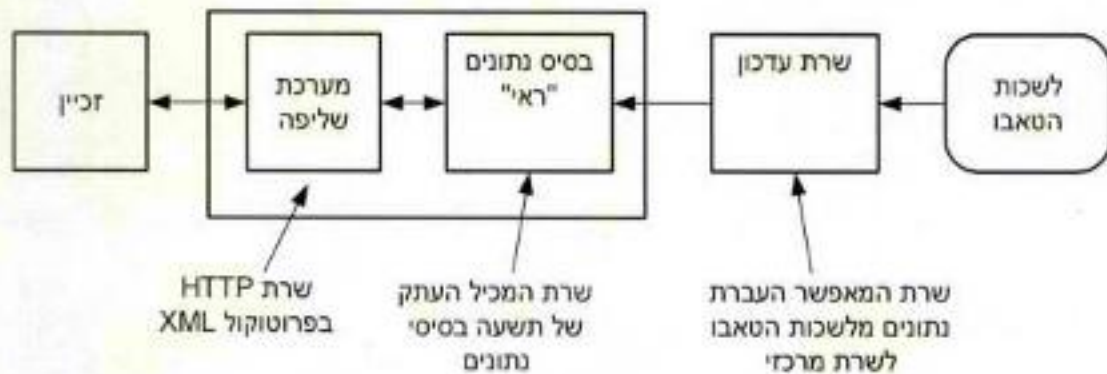 לשכות
הטאבו
שרת עדכון
בסיס נתונים
"ראי"
מערכת
שליפה
זכיין
שרת המאפשר העברת
נתונים מלשכות הטאבו
לשרת מרכזי
שרת המכיל העתק
של תשעה בסיסי
נתונים
שרת HTTP
בפרוטוקול XML